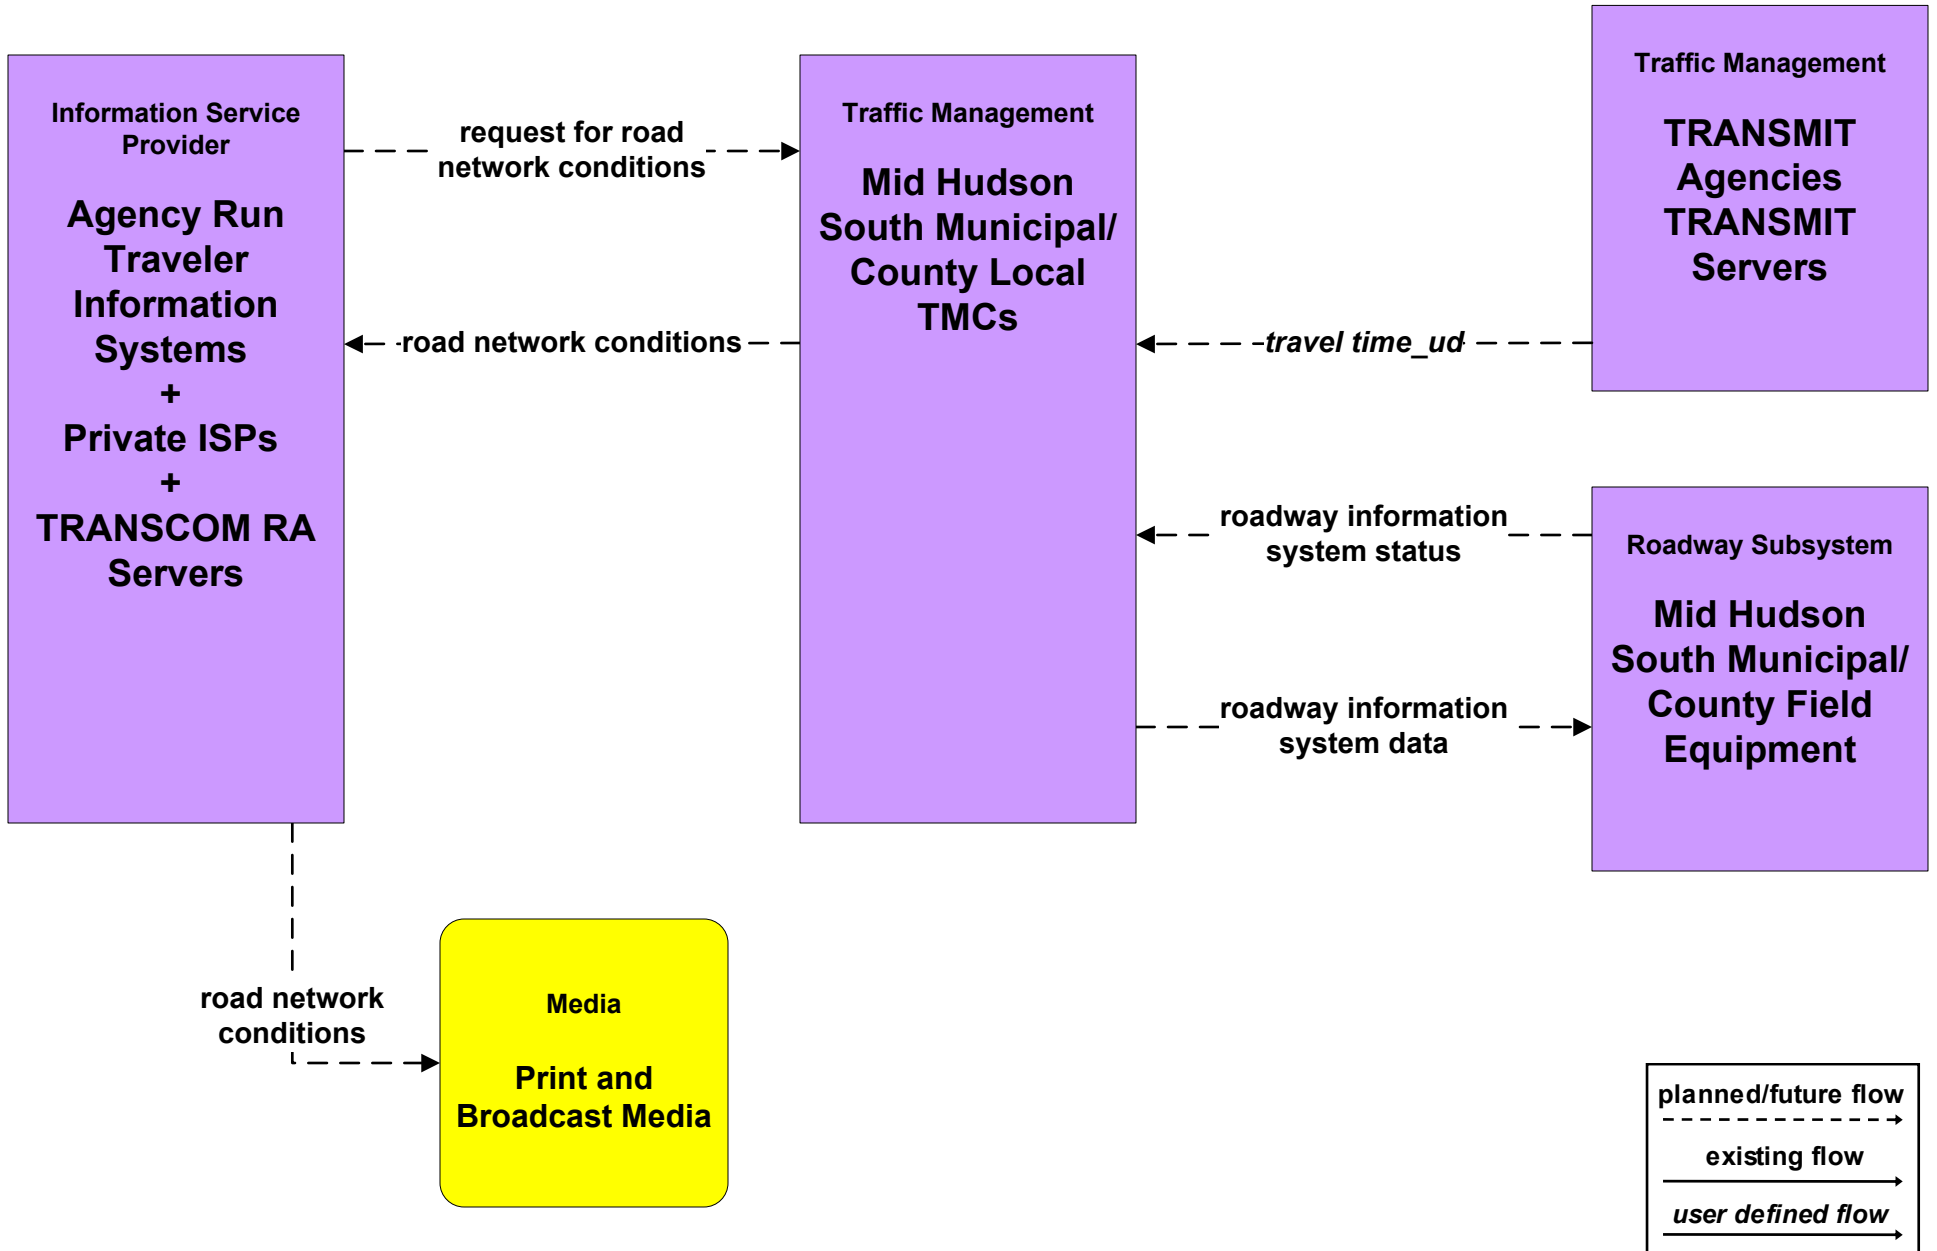 Information Service
Provider
Agency Run
Traveler
Information
Systems
+
Private ISPs
+
TRANSCOM RA
Servers
request for road
network conditions
road network conditions
Traffic Management
Mid Hudson
South Municipal/
County Local
TMCs
Traffic Management
TRANSMIT
Agencies
TRANSMIT
Servers
travel time_ud
roadway information
system status
roadway information
system data
Roadway Subsystem
Mid Hudson
South Municipal/
County Field
Equipment
road network
conditions
Media
Print and
Broadcast Media
planned/future flow
existing flow
user defined flow